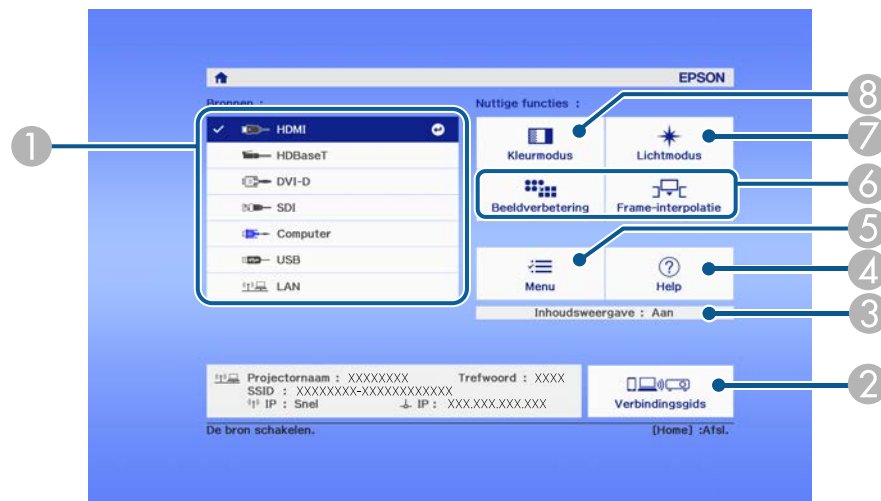 EPSON
Bronnen :
Nuttige functies :
HDMI
HDBaseT
DVI-D
SDI
Computer
USB
LAN
Kleurmodus
Lichtmodus
Beeldverbetering
Frame-interpolatie
Menu
Help
Inhoudsweergave : Aan
Projectornaam : XXXXXXXX Trefwoord : XXXX
SSID : XXXXXXXX-XXXXXXXXXXXX
IP : Snel IP : XXX.XXX.XXX.XXX
Verbindingsgids
De bron schakelen. [Home] :Afsl.
1
8
7
6
5
4
3
2